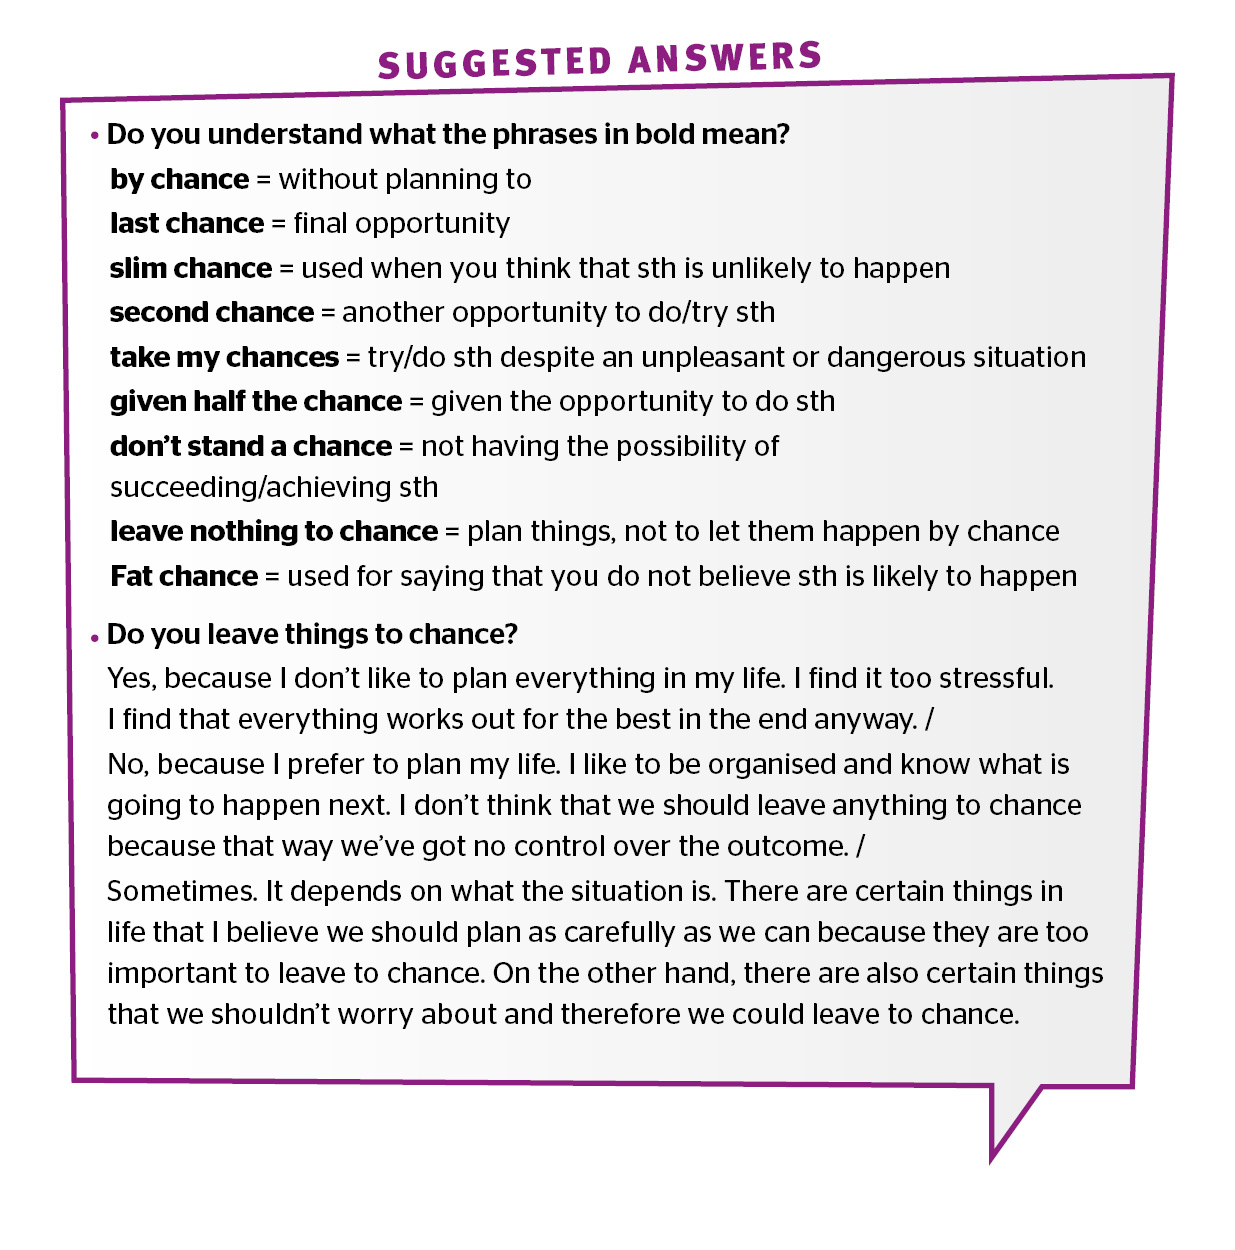 SUGGESTED ANSWERS
• Do you understand what the phrases in bold mean?
by chance = without planning to
last chance = final opportunity
slim chance = used when you think that sth is unlikely to happen
second chance = another opportunity to do/try sth
take my chances = try/do sth despite an unpleasant or dangerous situation
given half the chance = given the opportunity to do sth
don’t stand a chance = not having the possibility of
succeeding/achieving sth
leave nothing to chance = plan things, not to let them happen by chance
Fat chance = used for saying that you do not believe sth is likely to happen
• Do you leave things to chance?
Yes, because I don’t like to plan everything in my life. I find it too stressful.
I find that everything works out for the best in the end anyway. /
No, because I prefer to plan my life. I like to be organised and know what is
going to happen next. I don’t think that we should leave anything to chance
because that way we’ve got no control over the outcome. /
Sometimes. It depends on what the situation is. There are certain things in
life that I believe we should plan as carefully as we can because they are too
important to leave to chance. On the other hand, there are also certain things
that we shouldn’t worry about and therefore we could leave to chance.